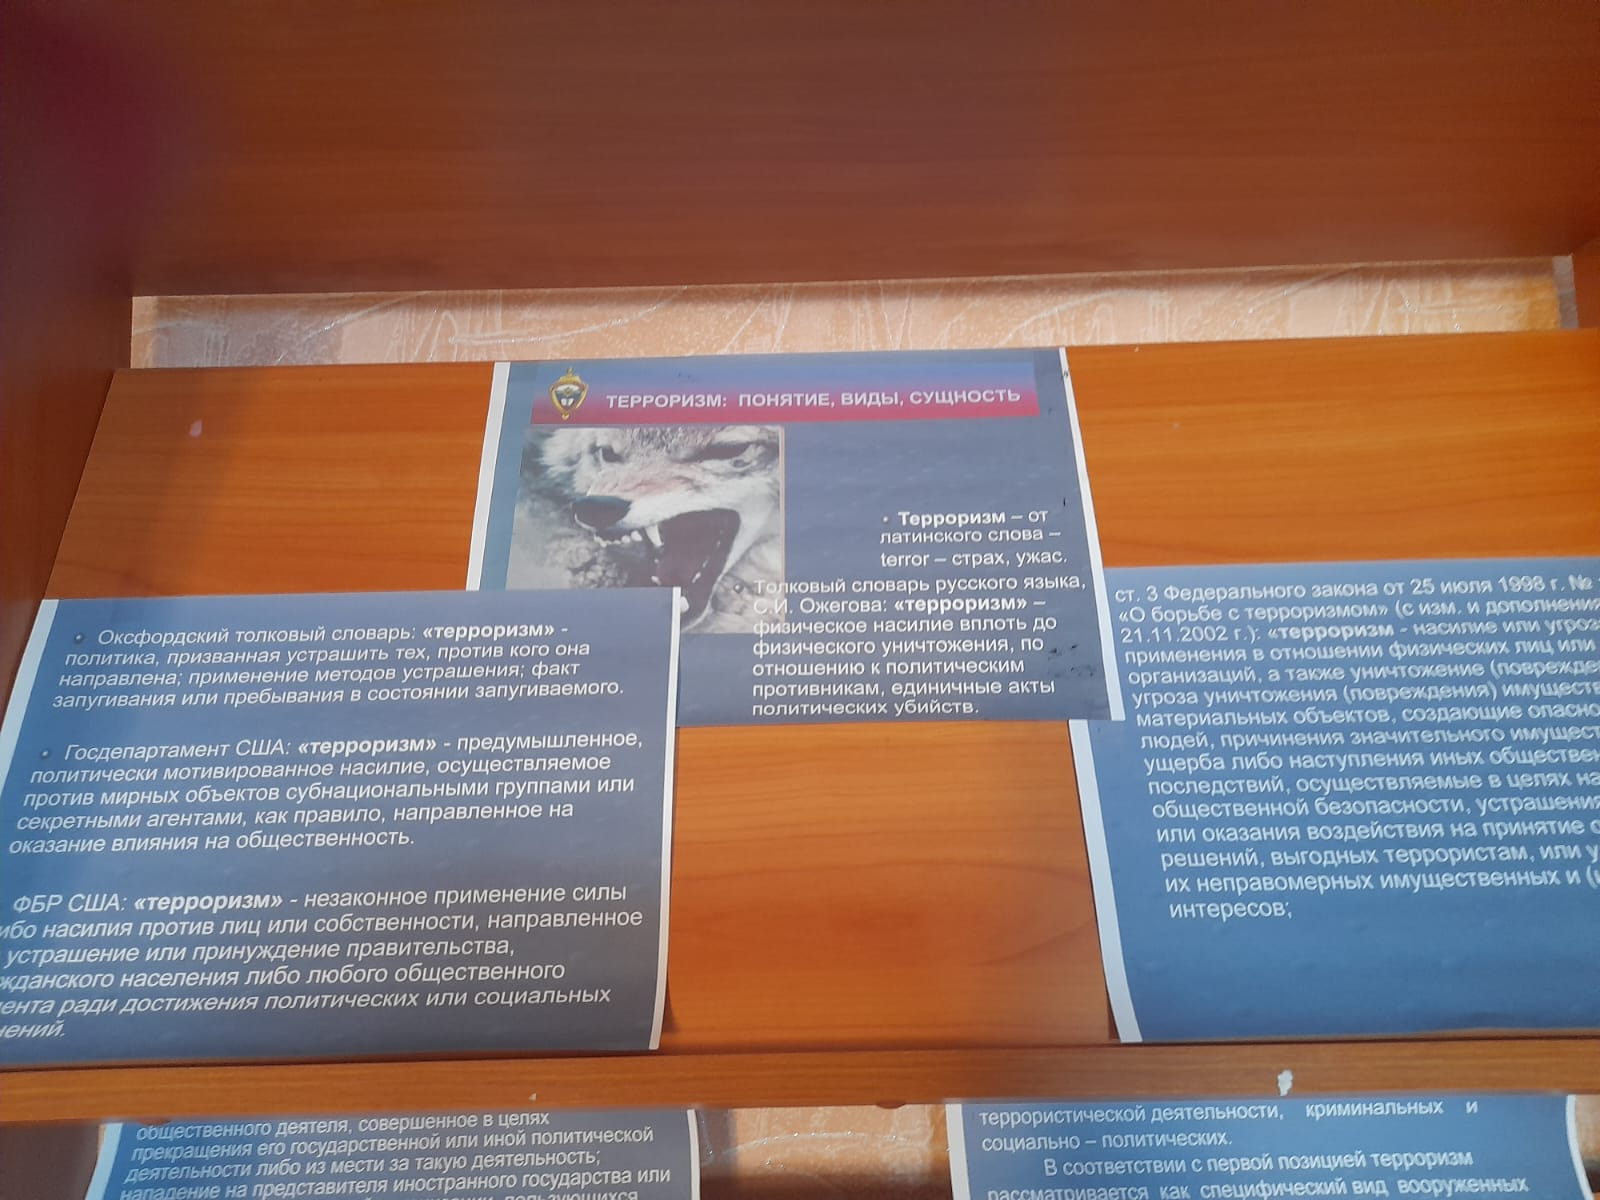 ТЕРРОРИЗМ: ПОНЯТИЕ, ВИДЫ, СУЩНОСТЬ
• Терроризм – от
латинского слова –
terror – страх, ужас.
• Толковый словарь русского языка,
С.И. Ожегова: «терроризм» –
физическое насилие вплоть до
физического уничтожения, по
отношению к политическим
противникам, единичные акты
политических убийств.
• Оксфордский толковый словарь: «терроризм» -
политика, призванная устрашить тех, против кого она
направлена; применение методов устрашения; факт
запугивания или пребывания в состоянии запугиваемого.
• Госдепартамент США: «терроризм» - предумышленное,
политически мотивированное насилие, осуществляемое
против мирных объектов субнациональными группами или
секретными агентами, как правило, направленное на
оказание влияния на общественность.
ФБР США: «терроризм» - незаконное применение силы
насилия против лиц или собственности, направленное
устрашение или принуждение правительства,
населения либо любого общественного
ради достижения политических или социальных
ст. 3 Федерального закона от 25 июля 1998 г. №
«О борьбе с терроризмом» (с изм. и
21.11.2002 г.): «терроризм - насилие или
применения в отношении физических лиц или
организаций, а также уничтожение
угроза уничтожения (повреждения)
материальных объектов, создающие
людей, причинения значительного
ущерба либо наступления иных
последствий, осуществляемые в целях
общественной безопасности,
или оказания воздействия на принятие
решений, выгодных террористам, или
их неправомерных имущественных и
интересов;
общественного деятеля, совершенное в целях
прекращения его государственной или иной политической
деятельности либо из мести за такую деятельность;
нападение на представителя иностранного государства или
пользующихся
террористической деятельности, криминальных и
социально – политических.
В соответствии с первой позицией терроризм
рассматривается как специфический вид вооруженных